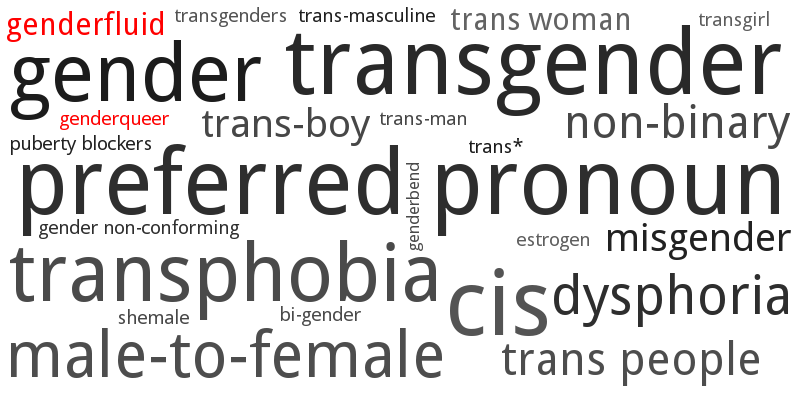 genderfluid
transgenders
trans-masculine
trans woman
transgirl
gender
transgender
genderqueer
trans-boy
trans-man
non-binary
puberty blockers
trans*
preferred pronoun
genderbend
gender non-conforming
estrogen
misgender
transphobia
cis
dysphoria
shemale
bi-gender
male-to-female
trans people